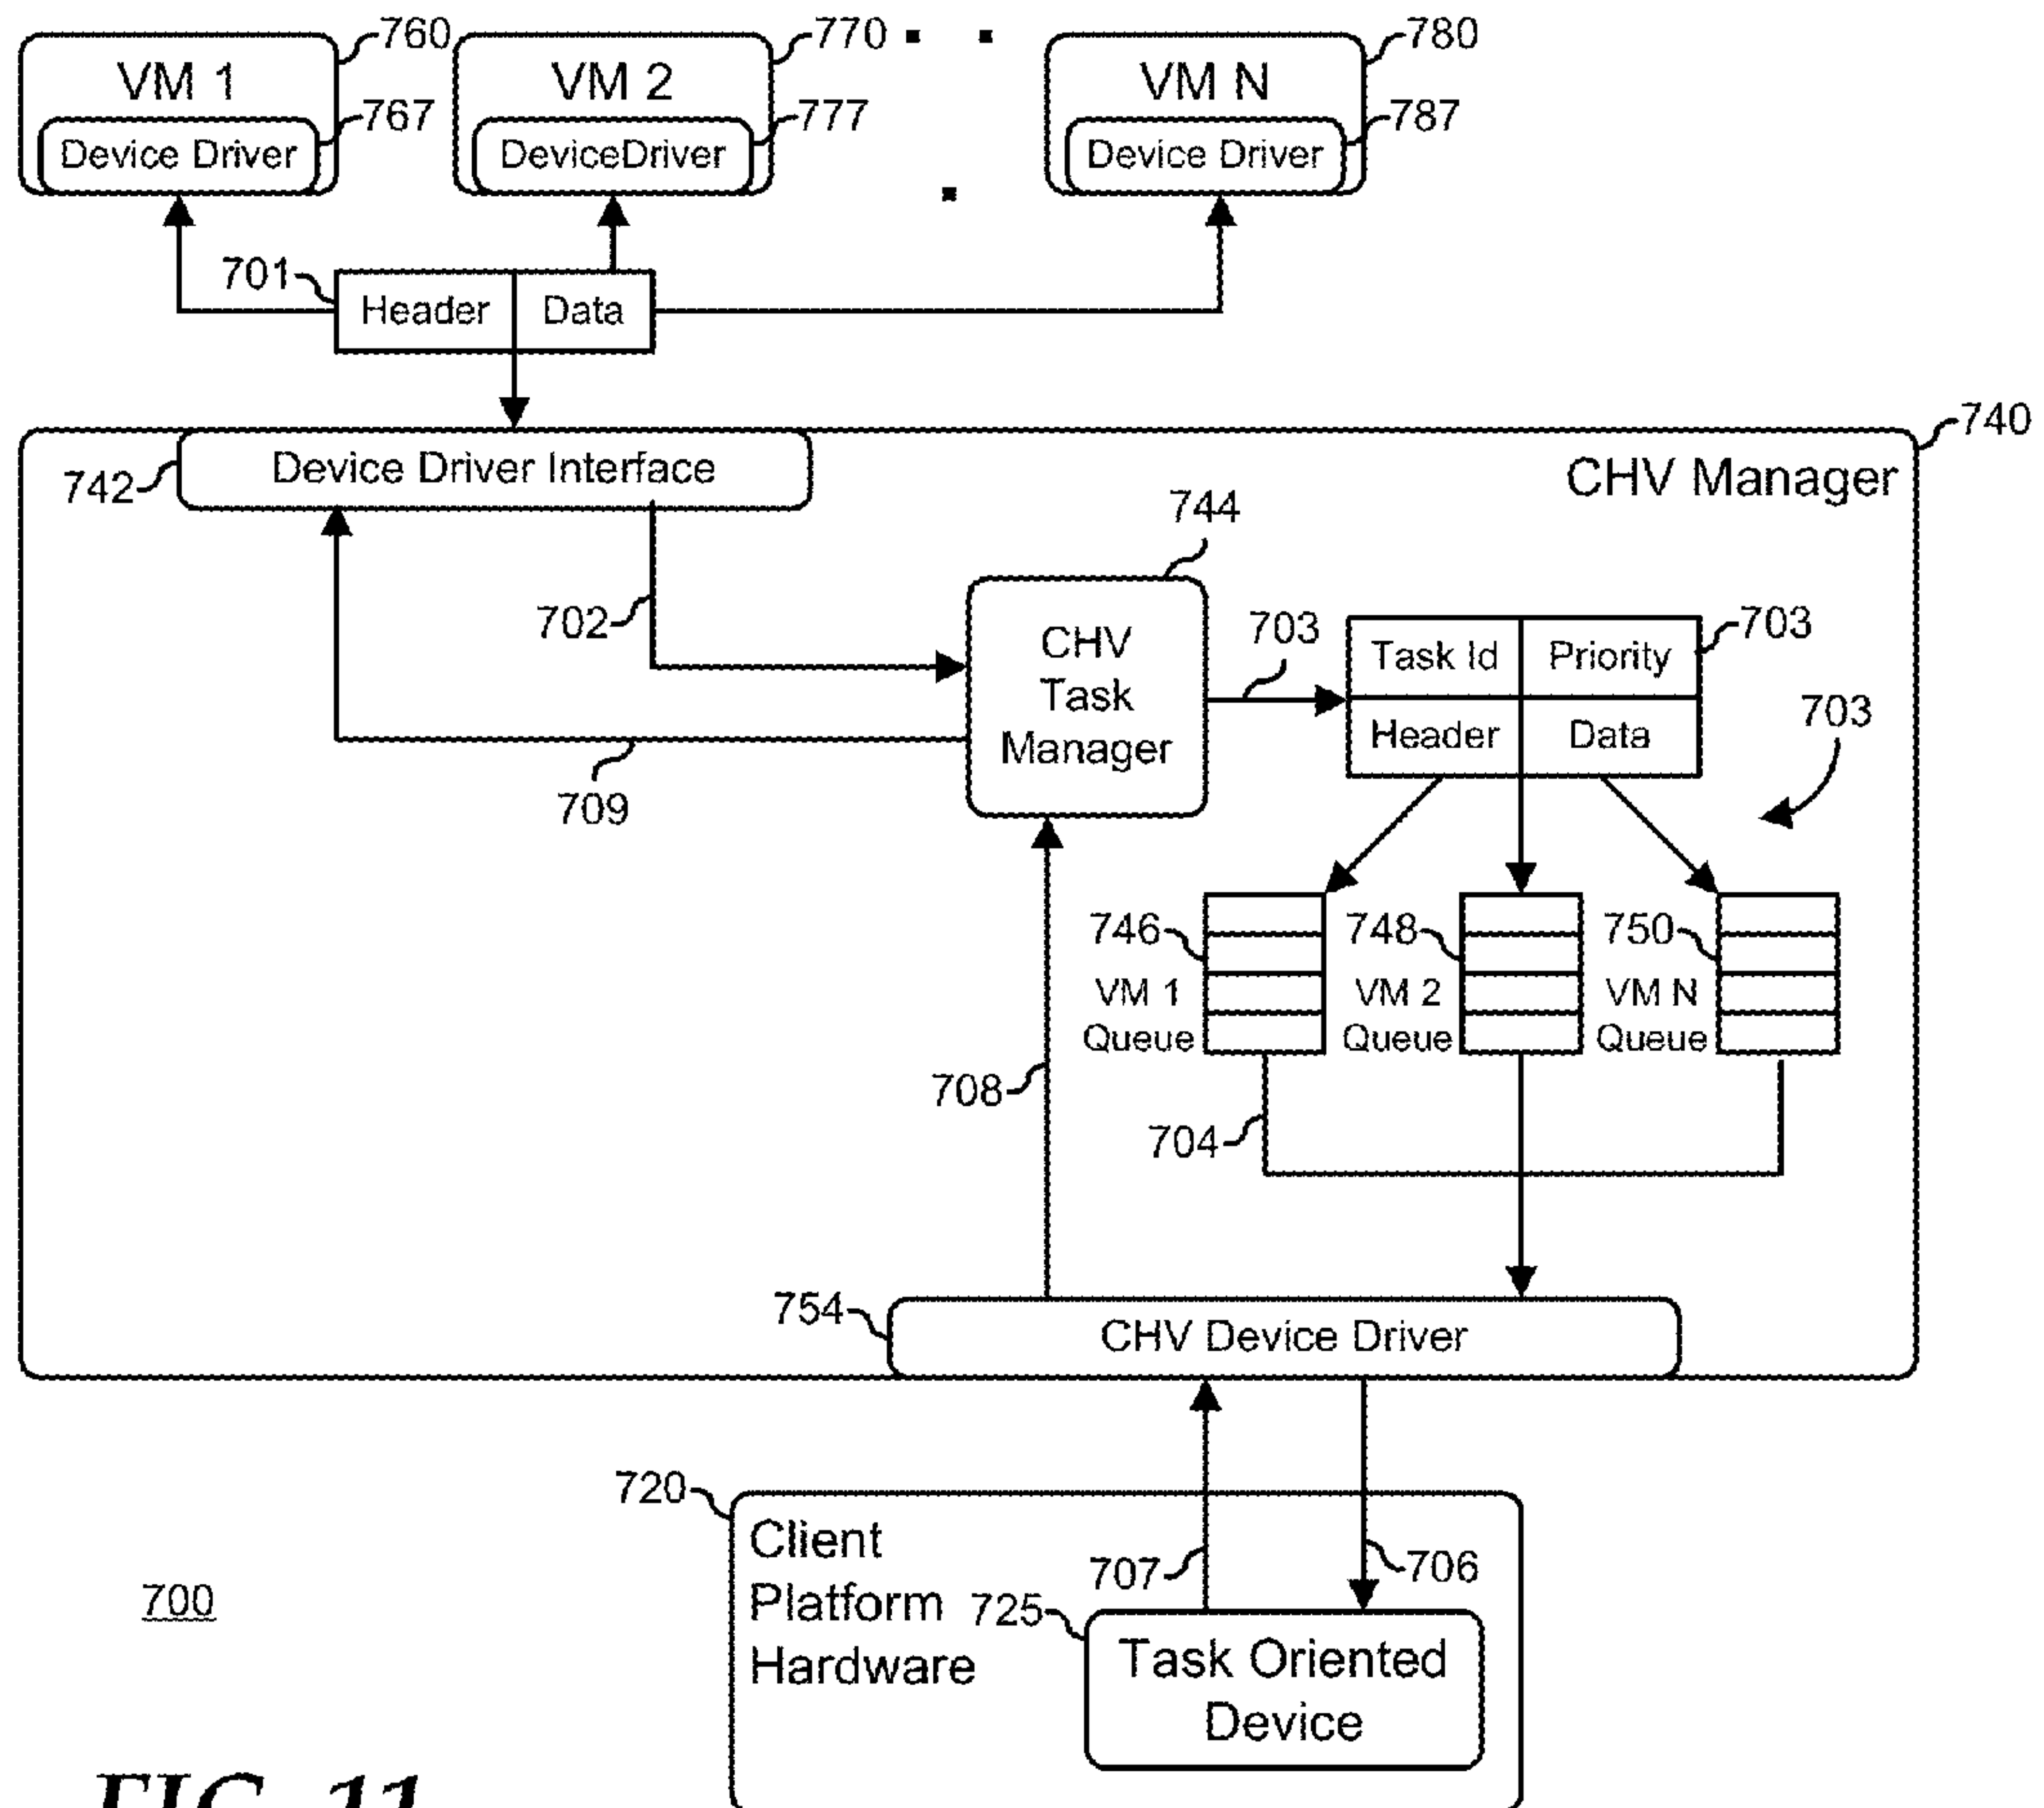 760
770
780
VM 1
VM 2
VM N
767
777
787
Device Driver
DeviceDriver
Device Driver
701
Header
Data
740
742
Device Driver Interface
CHV Manager
744
702
CHV
Task
Manager
703
Task Id
Priority
703
Header
Data
703
709
746
748
750
VM 1
Queue
VM 2
Queue
VM N
Queue
708
704
754
CHV Device Driver
720
Client
Platform
Hardware
707
706
725
Task Oriented
Device
700
FIG. 11